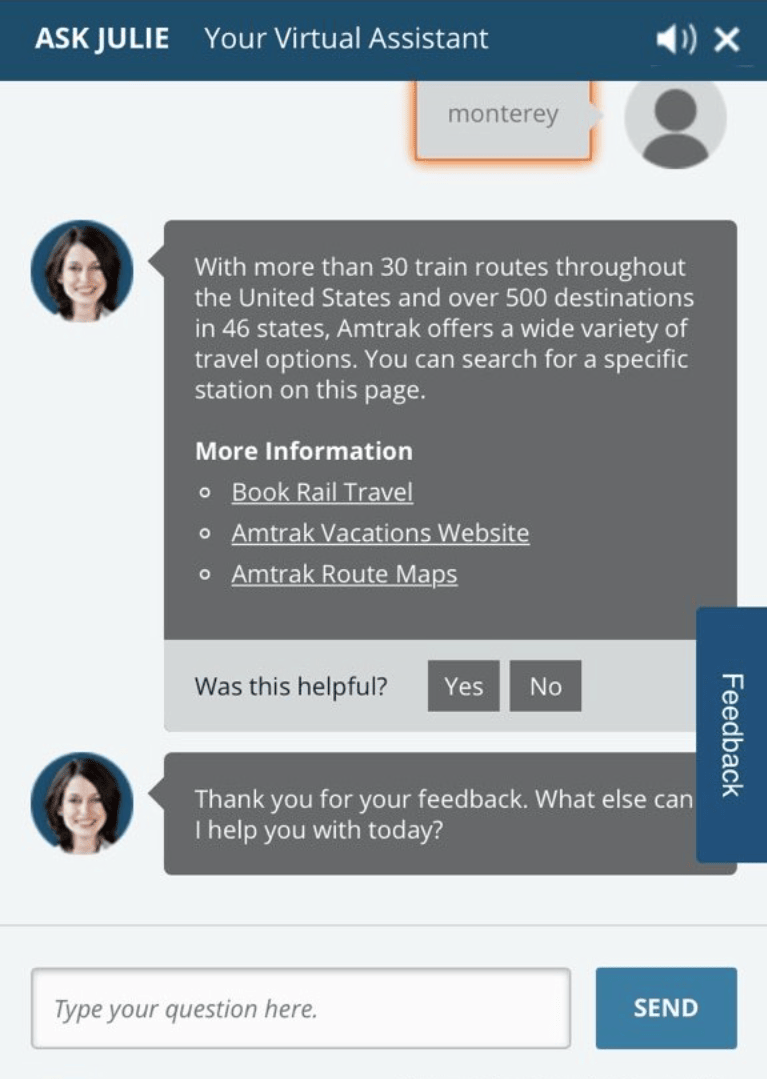 ASK JULIE Your Virtual Assistant
monterey
With more than 30 train routes throughout
the United States and over 500 destinations
in 46 states, Amtrak offers a wide variety of
travel options. You can search for a specific
station on this page.
More Information
Book Rail Travel
Amtrak Vacations Website
Amtrak Route Maps
Was this helpful? Yes No
Feedback
Thank you for your feedback. What else can
I help you with today?
Type your question here. SEND